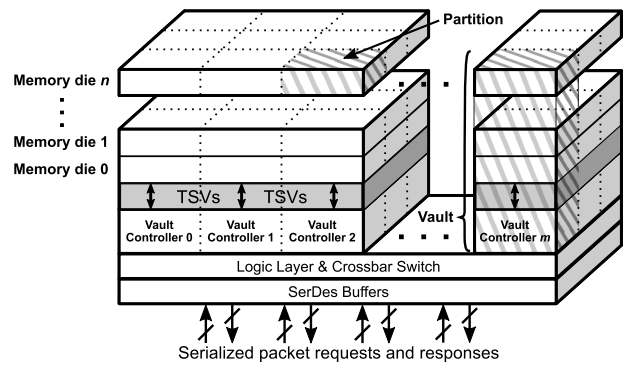 Partition
Memory die n
Memory die 1
Memory die 0
TSVs TSVs
Vault
Controller 0
Vault
Controller 1
Vault
Controller 2
Vault
Vault
Controller m
Logic Layer & Crossbar Switch
SerDes Buffers
Serialized packet requests and responses